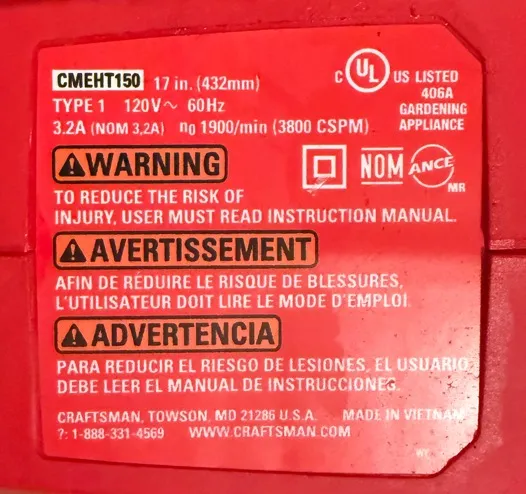 CMEHT150 17 in. (432mm)
TYPE 1 120V~ 60Hz
3.2A (NOM 3,2A) n0 1900/min (3800 CSPM)
C UL US LISTED
406A
GARDENING
APPLIANCE
WARNING
NOM ANCE MR
TO REDUCE THE RISK OF
INJURY, USER MUST READ INSTRUCTION MANUAL.
AVERTISSEMENT
AFIN DE RÉDUIRE LE RISQUE DE BLESSURES,
L'UTILISATEUR DOIT LIRE LE MODE D'EMPLOI.
ADVERTENCIA
PARA REDUCIR EL RIESGO DE LESIONES, EL USUARIO
DEBE LEER EL MANUAL DE INSTRUCCIONES.
CRAFTSMAN, TOWSON, MD 21286 U.S.A. MADE IN VIETNAM
?: 1-888-331-4569 WWW.CRAFTSMAN.COM